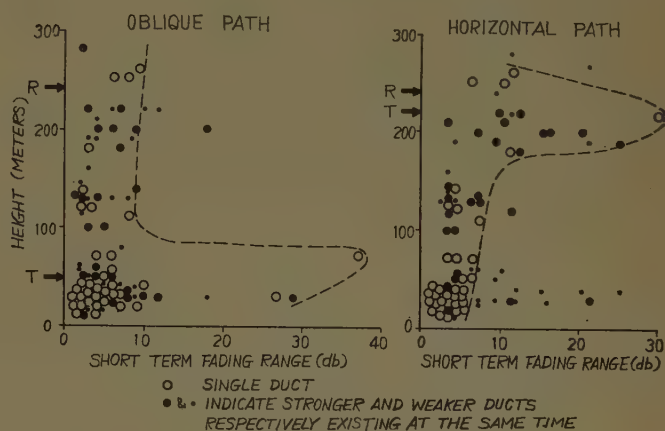 OBLIQUE PATH
HORIZONTAL PATH
300
200
100
0
HEIGHT (METERS)
R
T
0 10 20 30 40
SHORT TERM FADING RANGE (db)
300
200
100
0
R
T
0 10 20 30
SHORT TERM FADING RANGE (db)
O SINGLE DUCT
● & • INDICATE STRONGER AND WEAKER DUCTS
RESPECTIVELY EXISTING AT THE SAME TIME